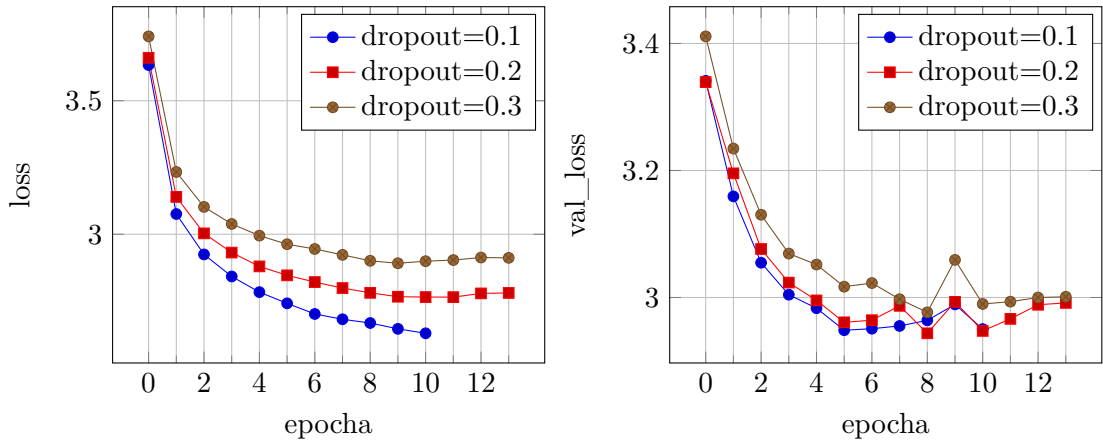 dropout=0.1
dropout=0.2
dropout=0.3
3.5
3
loss
0 2 4 6 8 10 12
epocha
dropout=0.1
dropout=0.2
dropout=0.3
3.4
3.2
3
val_loss
0 2 4 6 8 10 12
epocha